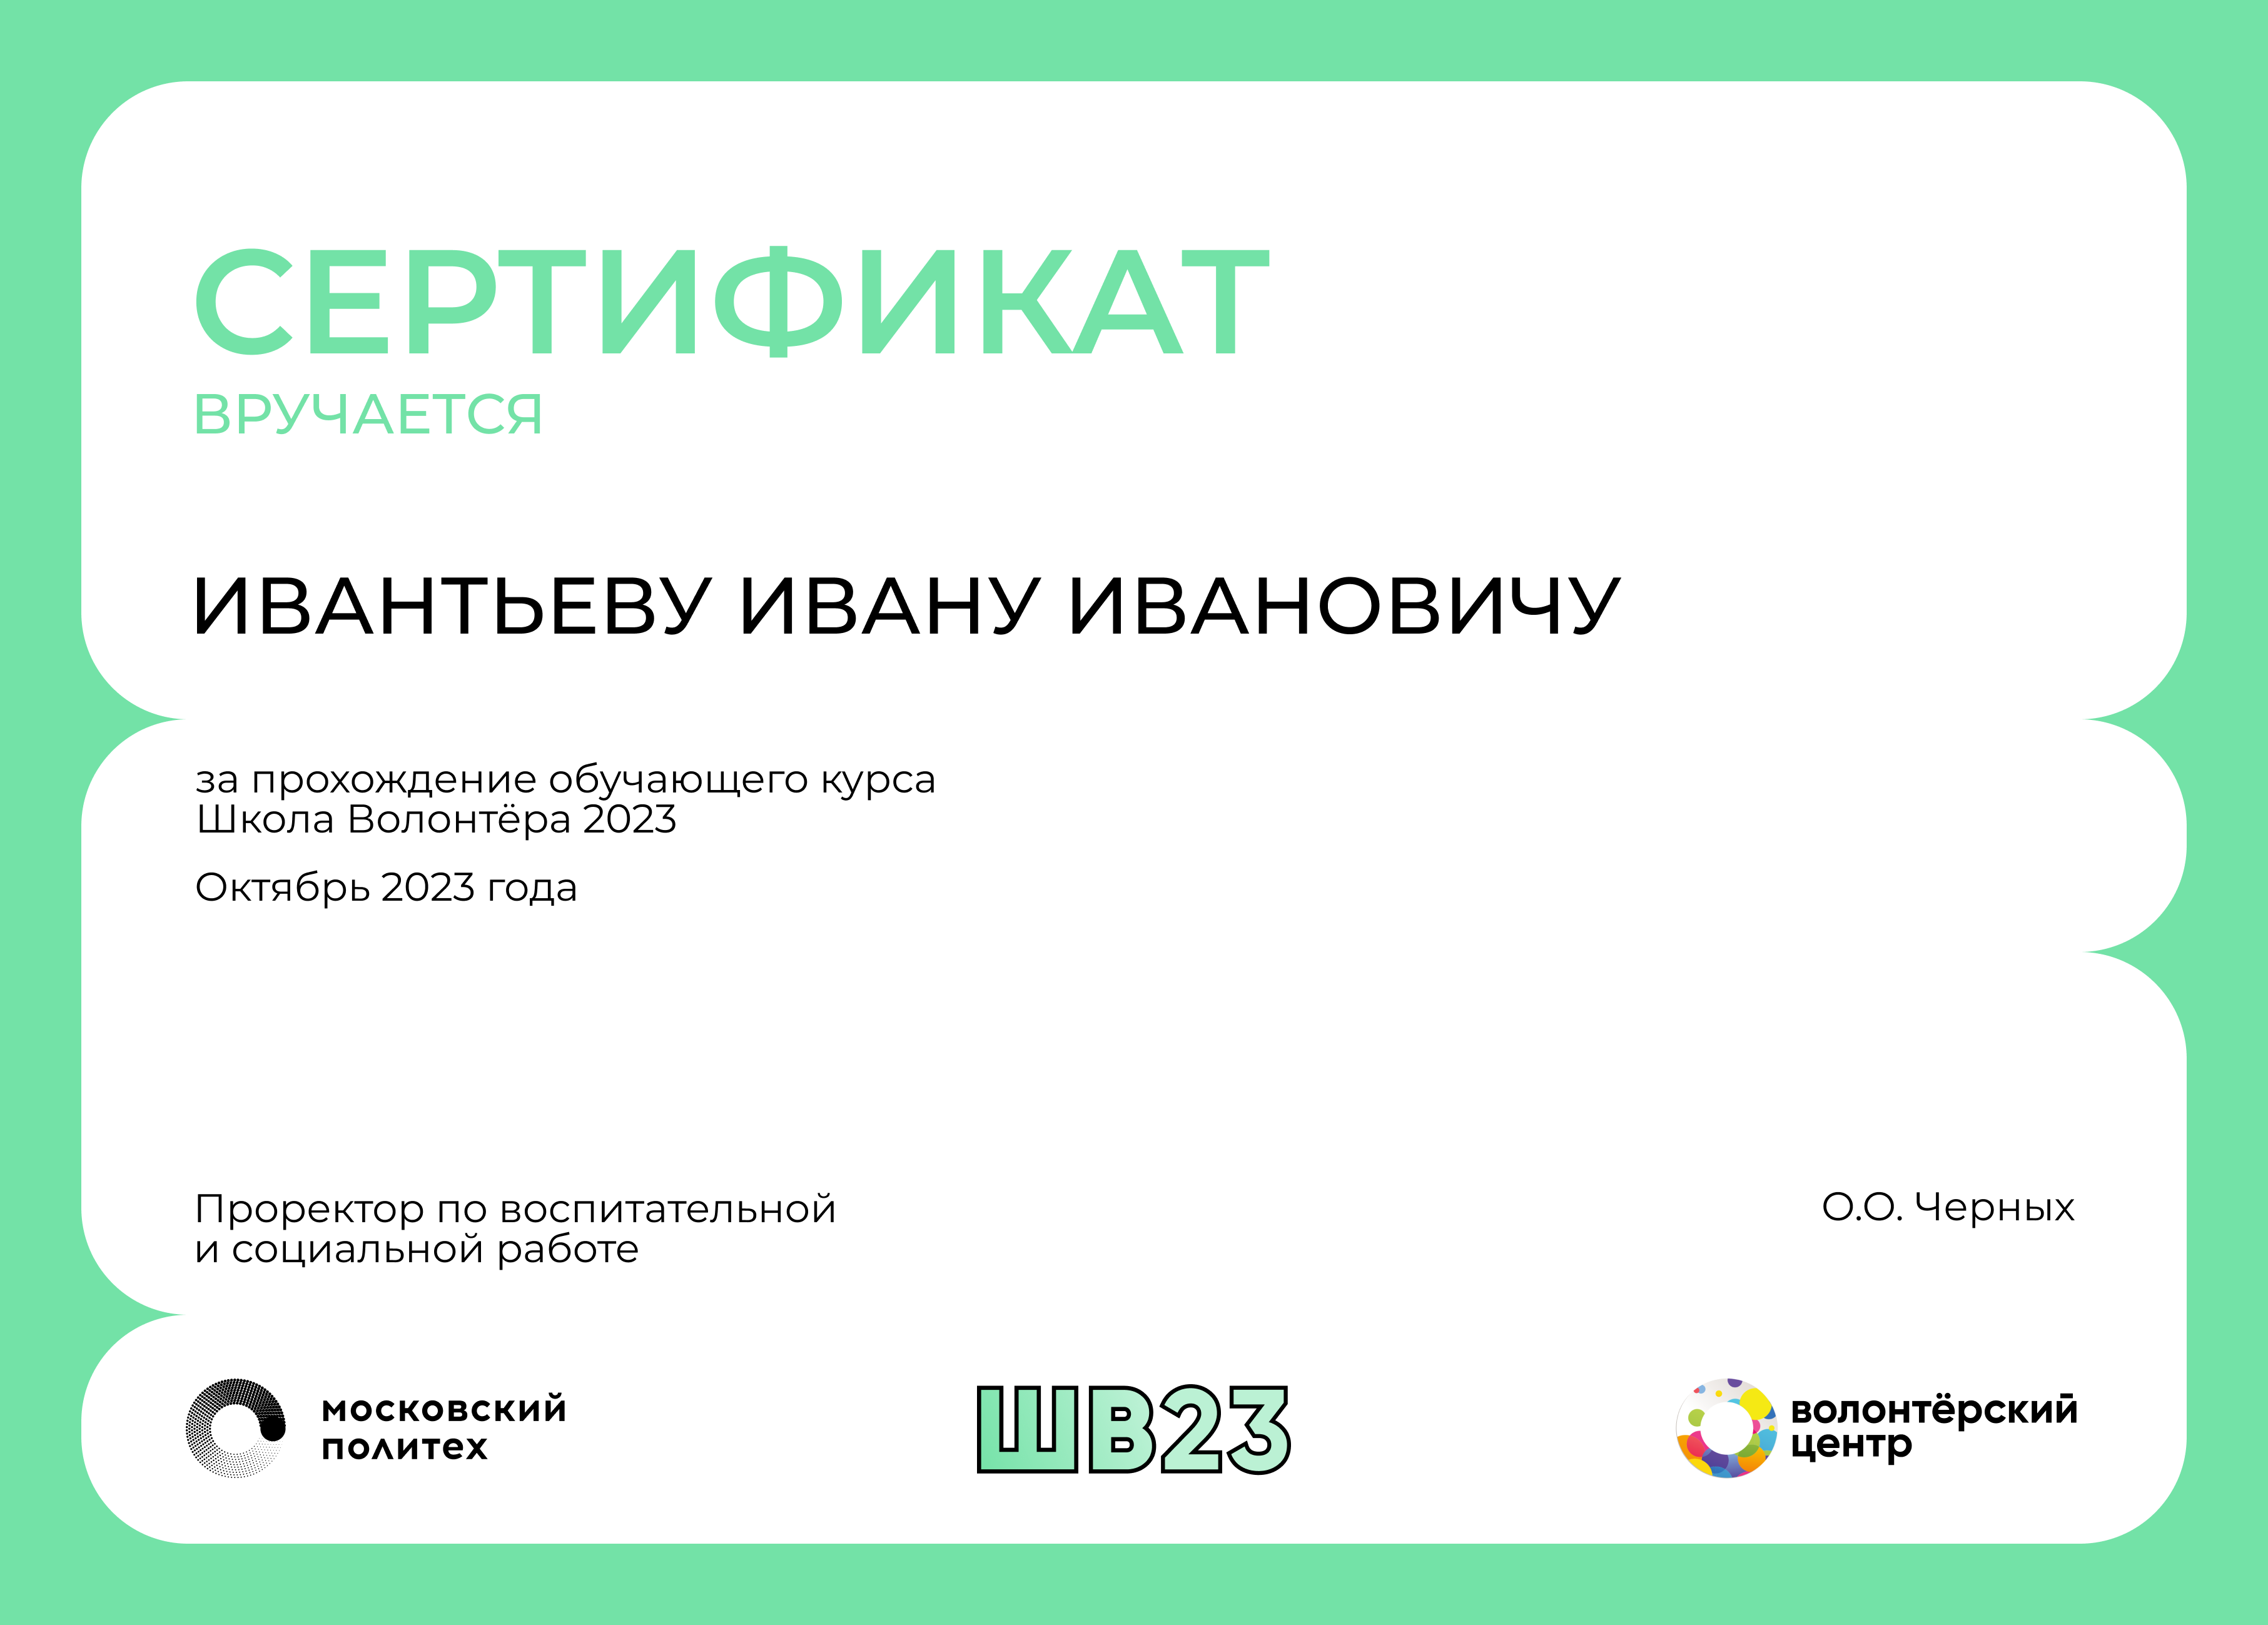 СЕРТИФИКАТ
ВРУЧАЕТСЯ
ИВАНТЬЕВУ ИВАНУ ИВАНОВИЧУ
за прохождение обучающего курса
Школа Волонтёра 2023
Октябрь 2023 года
Проректор по воспитательной
и социальной работе
О.О. Черных
московский
политех
ШВ23
волонтёрский
центр